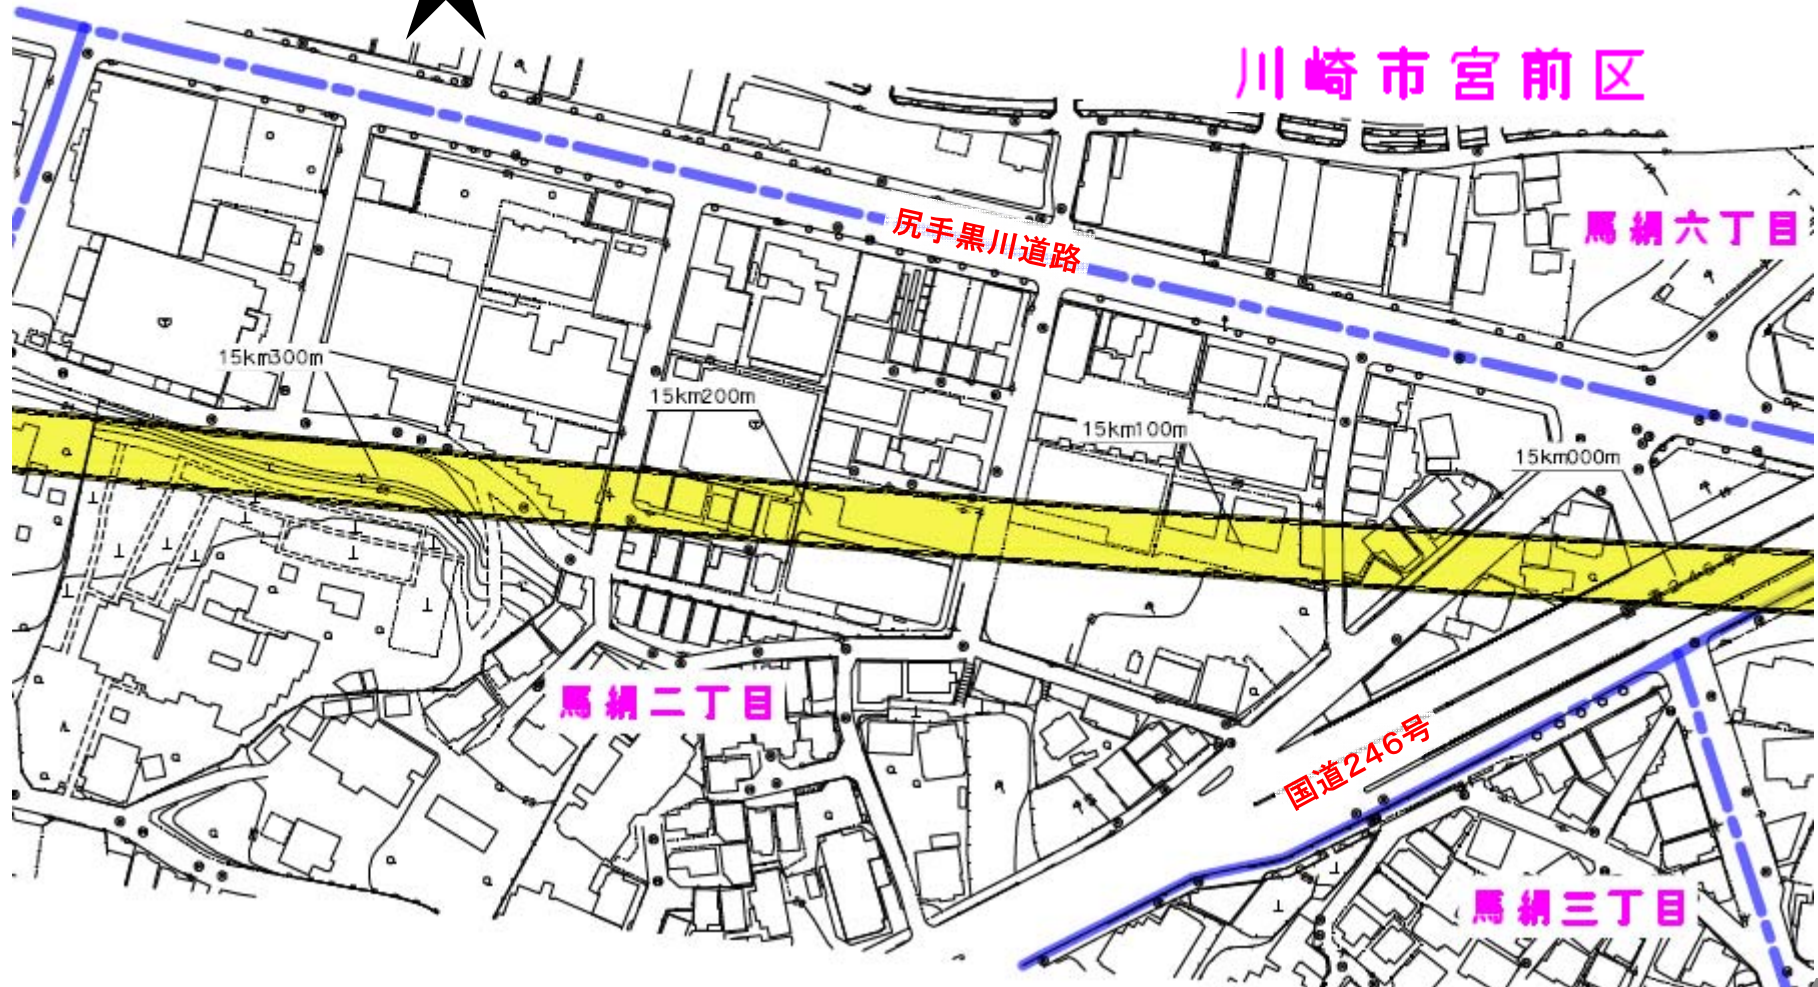 川崎市宮前区
馬絹六丁目
尻手黒川道路
15km300m
15km200m
15km100m
15km000m
馬絹二丁目
国道246号
馬絹三丁目